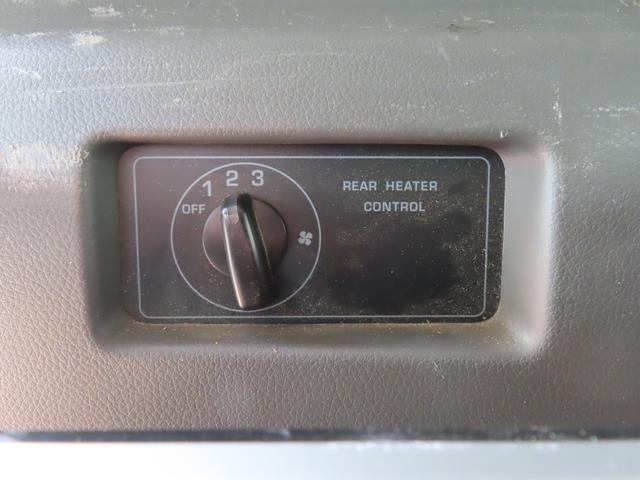 OFF 1 2 3
REAR HEATER
CONTROL